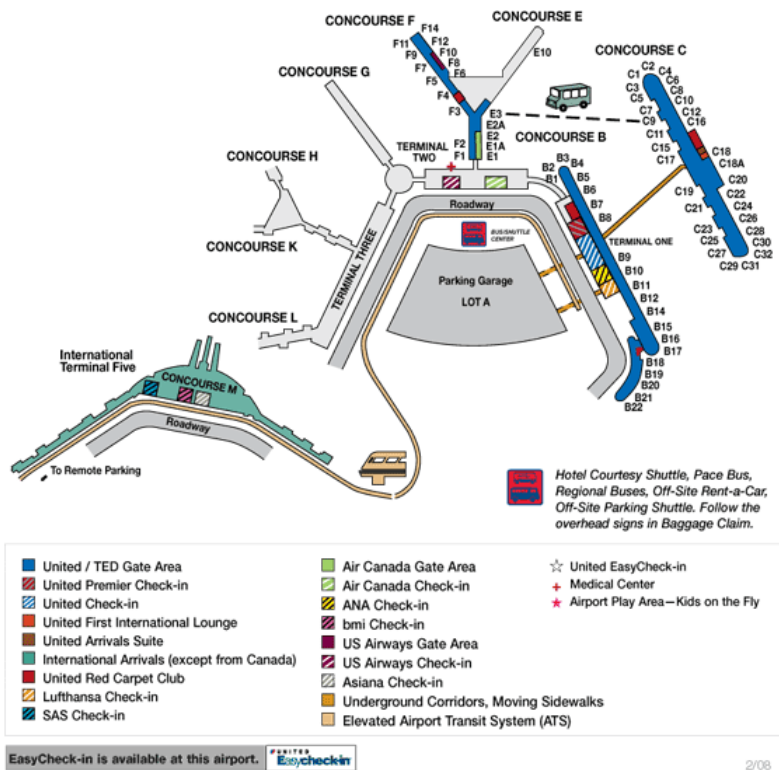 CONCOURSE F
CONCOURSE E
CONCOURSE C
CONCOURSE G
CONCOURSE B
CONCOURSE H
CONCOURSE K
CONCOURSE L
TERMINAL TWO
TERMINAL THREE
TERMINAL ONE
F14
F12
F11
F10
F9
F8
F7
F6
F5
F4
F3
F2
F1
E10
E3
E2A
E2
E1A
E1
C2
C1
C4
C3
C6
C5
C8
C7
C10
C9
C12
C11
C16
C15
C18
C17
C18A
C20
C19
C22
C21
C24
C26
C23
C28
C25
C30
C27
C32
C29
C31
B3
B2
B4
B1
B5
B6
B7
B8
B9
B10
B11
B12
B14
B15
B16
B17
B18
B19
B20
B21
B22
Roadway
BUS/SHUTTLE
CENTER
Parking Garage
LOT A
International
Terminal Five
CONCOURSE M
Roadway
To Remote Parking
Hotel Courtesy Shuttle, Pace Bus,
Regional Buses, Off-Site Rent-a-Car,
Off-Site Parking Shuttle. Follow the
overhead signs in Baggage Claim.
United / TED Gate Area
United Premier Check-in
United Check-in
United First International Lounge
United Arrivals Suite
International Arrivals (except from Canada)
United Red Carpet Club
Lufthansa Check-in
SAS Check-in
Air Canada Gate Area
Air Canada Check-in
ANA Check-in
bmi Check-in
US Airways Gate Area
US Airways Check-in
Asiana Check-in
Underground Corridors, Moving Sidewalks
Elevated Airport Transit System (ATS)
United EasyCheck-in
Medical Center
Airport Play Area—Kids on the Fly
EasyCheck-in is available at this airport.
UNITED
Easycheck-in
2/08